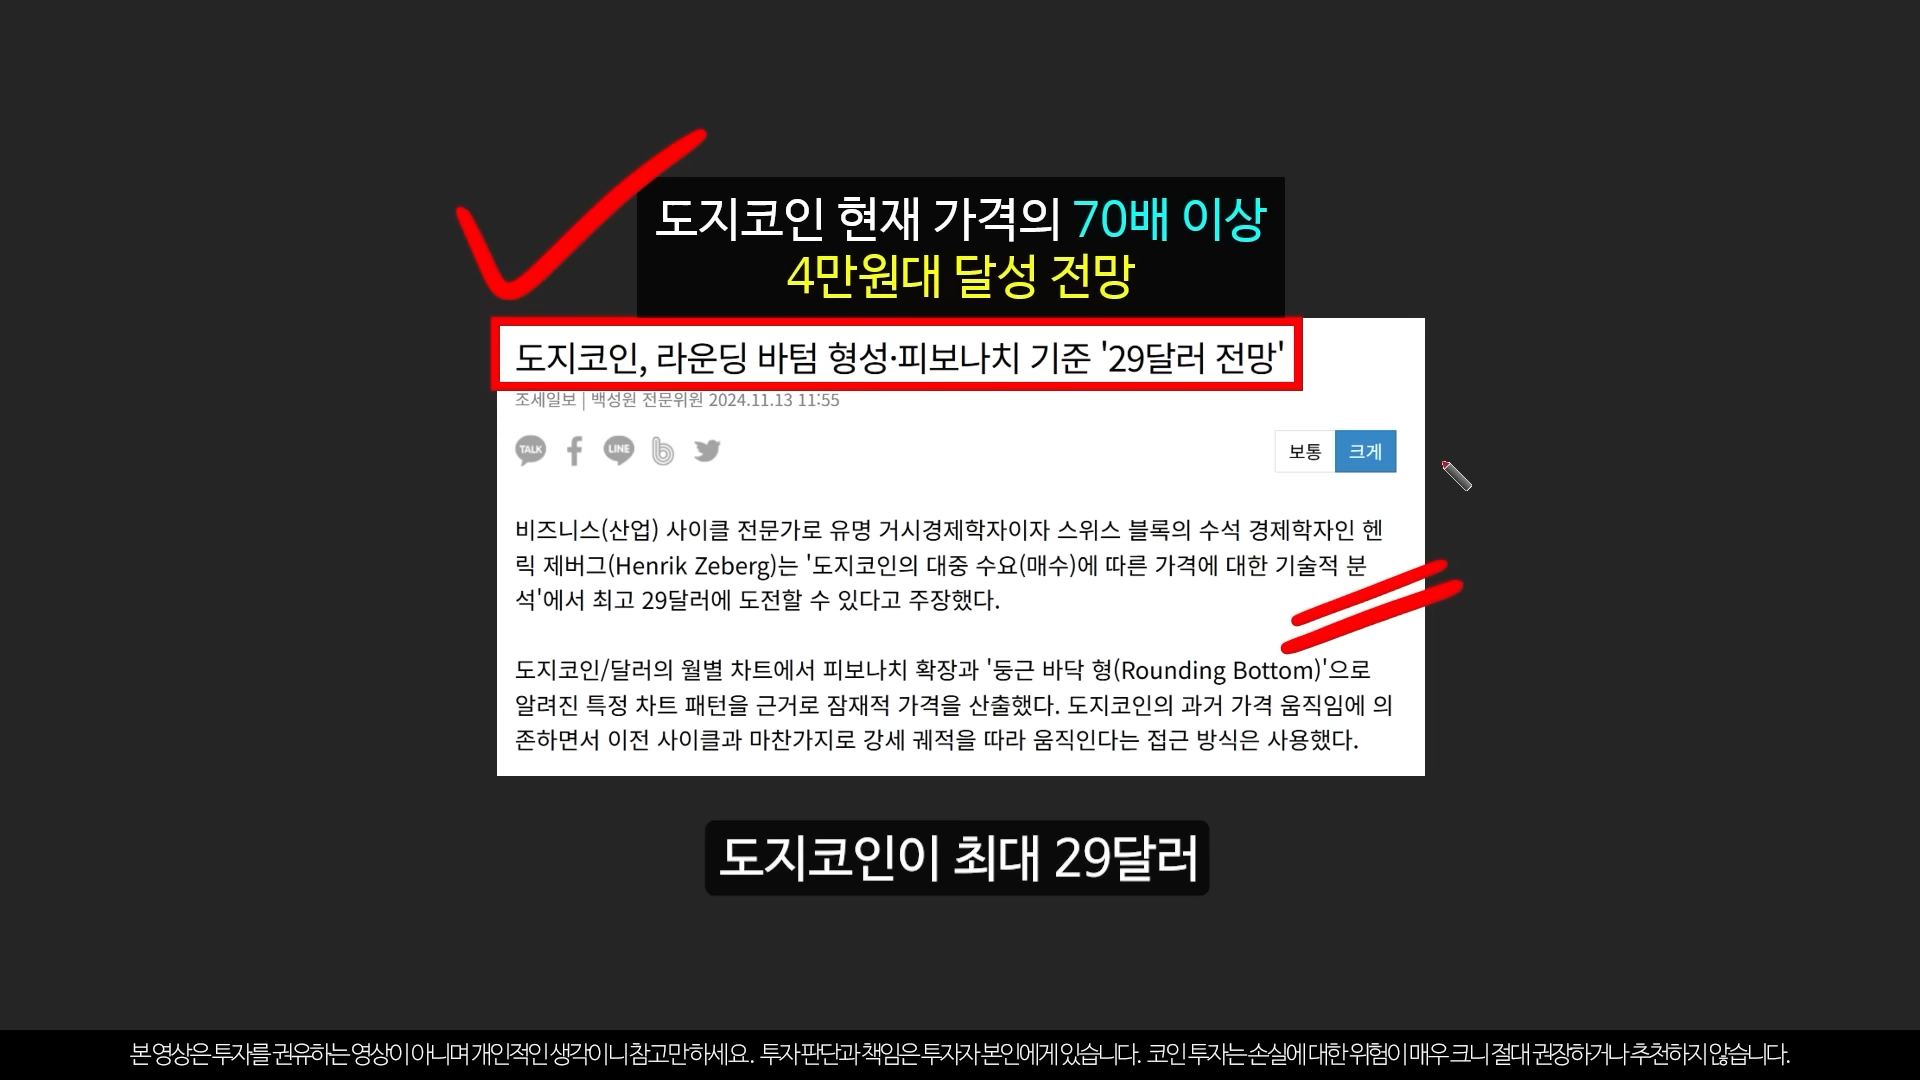 도지코인 현재 가격의 70배 이상
4만원대 달성 전망
도지코인, 라운딩 바텀 형성·피보나치 기준 '29달러 전망'
조세일보 | 백성원 전문위원 2024.11.13 11:55
TALK
LINE
보통 크게
비즈니스(산업) 사이클 전문가로 유명 거시경제학자이자 스위스 블록의 수석 경제학자인 헨
릭 제버그(Henrik Zeberg)는 '도지코인의 대중 수요(매수)에 따른 가격에 대한 기술적 분
석'에서 최고 29달러에 도전할 수 있다고 주장했다.
도지코인/달러의 월별 차트에서 피보나치 확장과 '둥근 바닥 형(Rounding Bottom)'으로
알려진 특정 차트 패턴을 근거로 잠재적 가격을 산출했다. 도지코인의 과거 가격 움직임에 의
존하면서 이전 사이클과 마찬가지로 강세 궤적을 따라 움직인다는 접근 방식은 사용했다.
도지코인이 최대 29달러
본 영상은 투자를 권유하는 영상이 아니며 개인적인 생각이니 참고만 하세요. 투자 판단과 책임은 투자자 본인에게 있습니다. 코인 투자는 손실에 대한 위험이 매우 크니 절대 권장하거나 추천하지 않습니다.